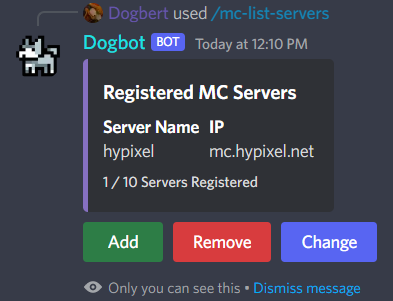 Dogbert used /mc-list-servers
Dogbot BOT Today at 12:10 PM
Registered MC Servers
Server Name IP
hypixel mc.hypixel.net
1 / 10 Servers Registered
Add Remove Change
Only you can see this • Dismiss message